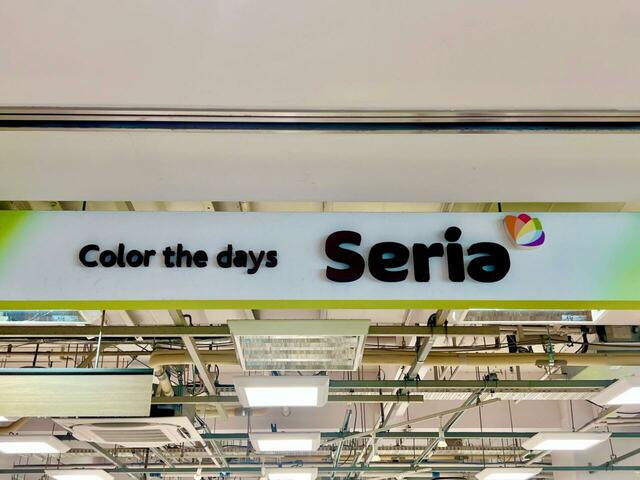 Color the days Seria